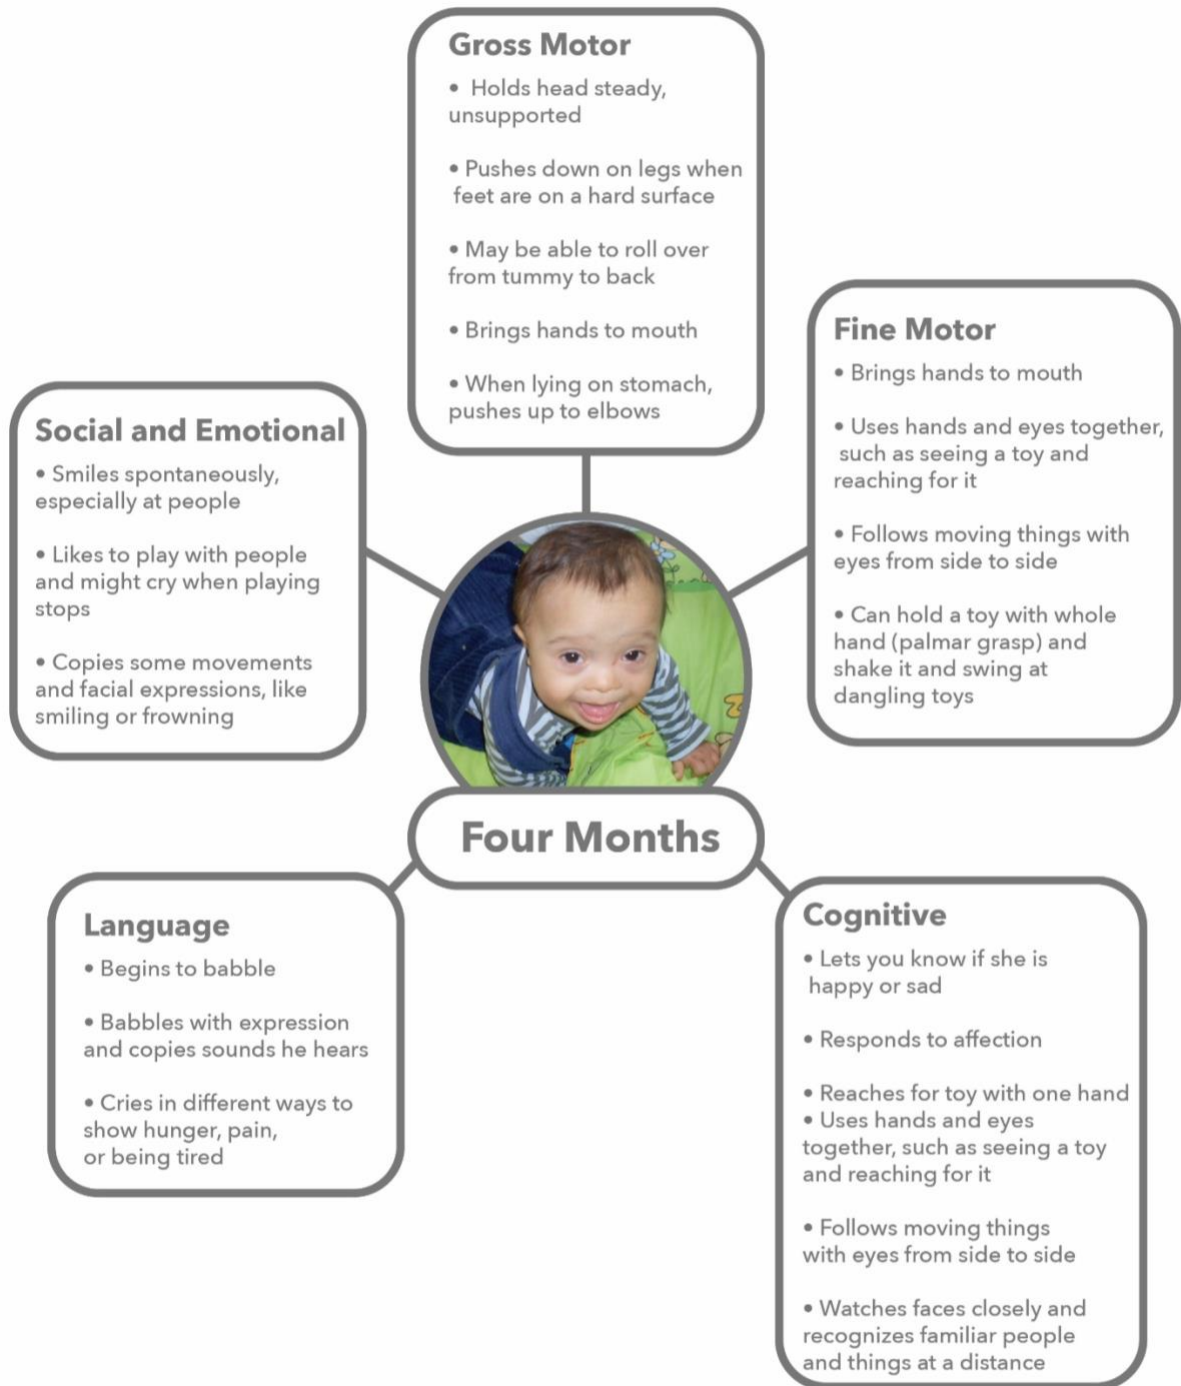 Gross Motor
• Holds head steady,
unsupported
• Pushes down on legs when
feet are on a hard surface
• May be able to roll over
from tummy to back
• Brings hands to mouth
• When lying on stomach,
pushes up to elbows
Fine Motor
• Brings hands to mouth
• Uses hands and eyes together,
such as seeing a toy and
reaching for it
• Follows moving things with
eyes from side to side
• Can hold a toy with whole
hand (palmar grasp) and
shake it and swing at
dangling toys
Social and Emotional
• Smiles spontaneously,
especially at people
• Likes to play with people
and might cry when playing
stops
• Copies some movements
and facial expressions, like
smiling or frowning
Four Months
Language
• Begins to babble
• Babbles with expression
and copies sounds he hears
• Cries in different ways to
show hunger, pain,
or being tired
Cognitive
• Lets you know if she is
happy or sad
• Responds to affection
• Reaches for toy with one hand
• Uses hands and eyes
together, such as seeing a toy
and reaching for it
• Follows moving things
with eyes from side to side
• Watches faces closely and
recognizes familiar people
and things at a distance